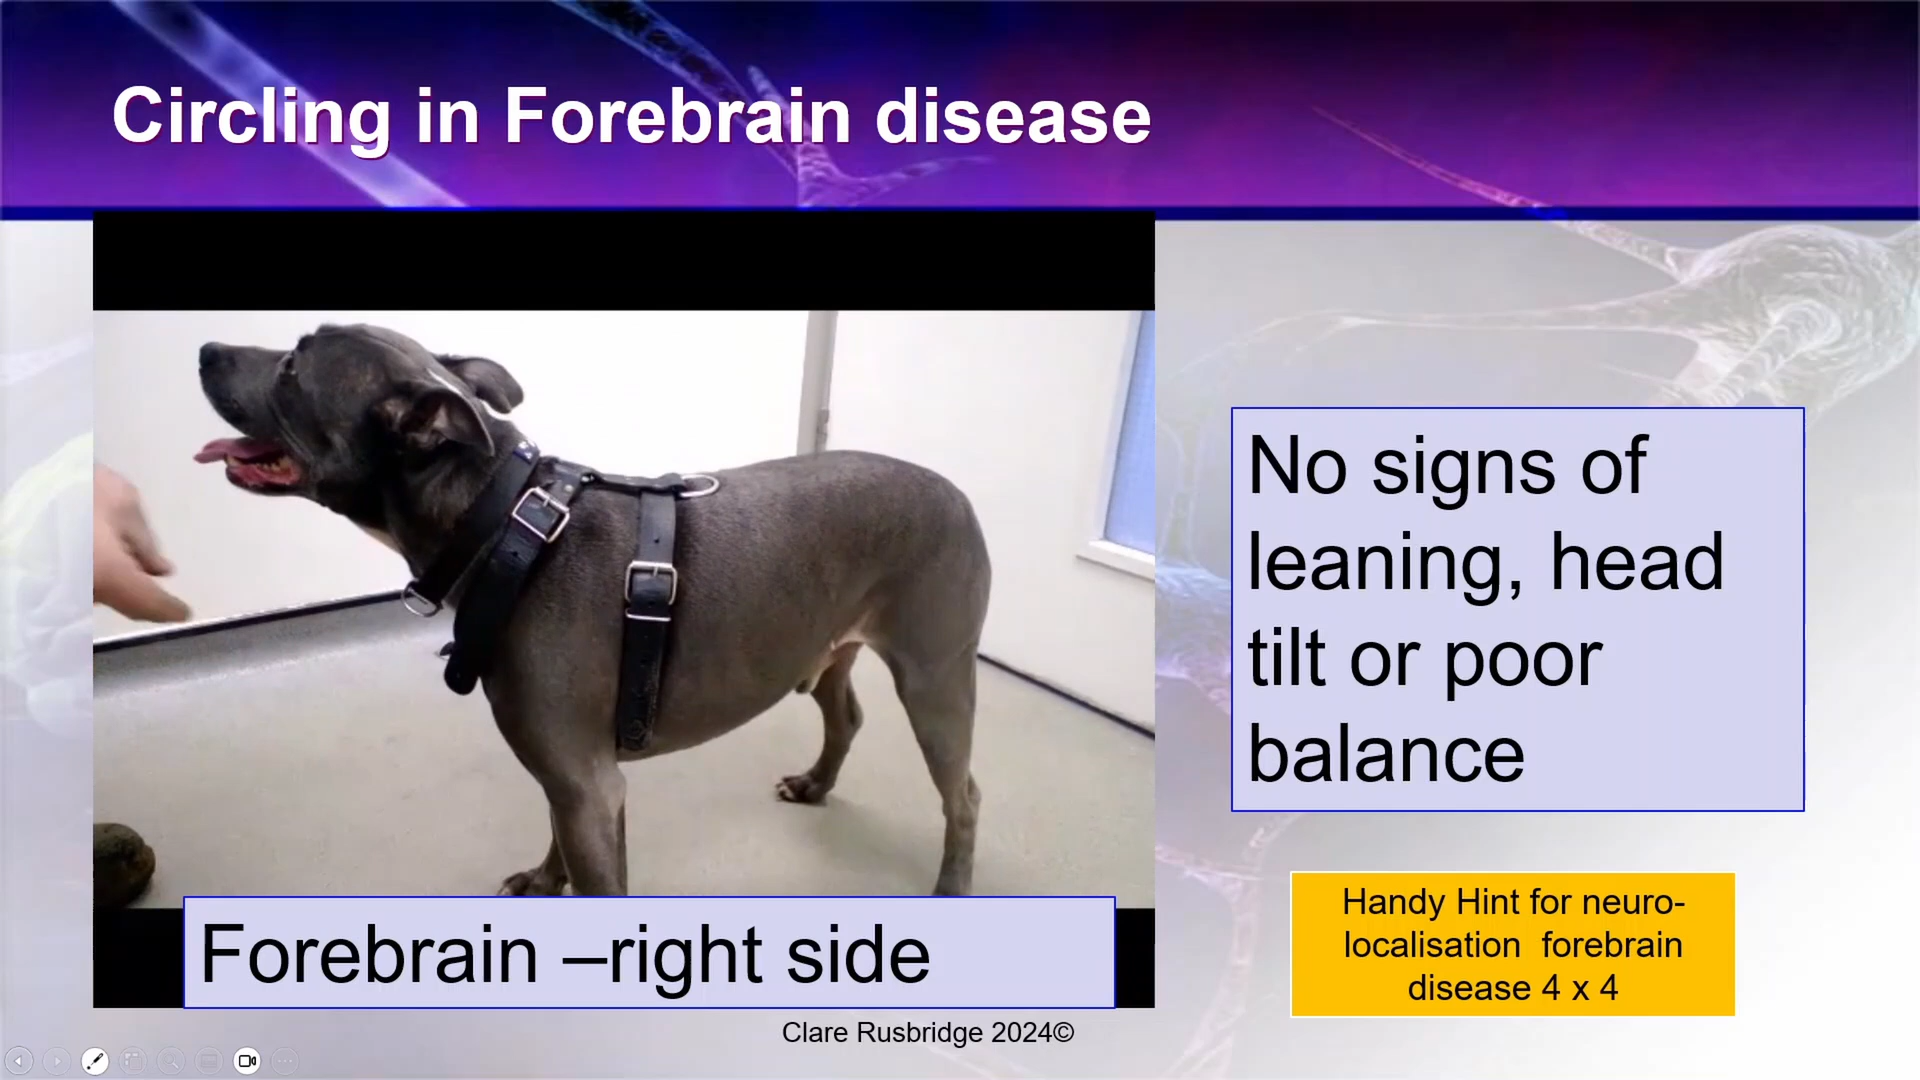 Circling in Forebrain disease
No signs of
leaning, head
tilt or poor
balance
Forebrain –right side
Handy Hint for neuro-
localisation  forebrain
disease 4 x 4
Clare Rusbridge 2024©